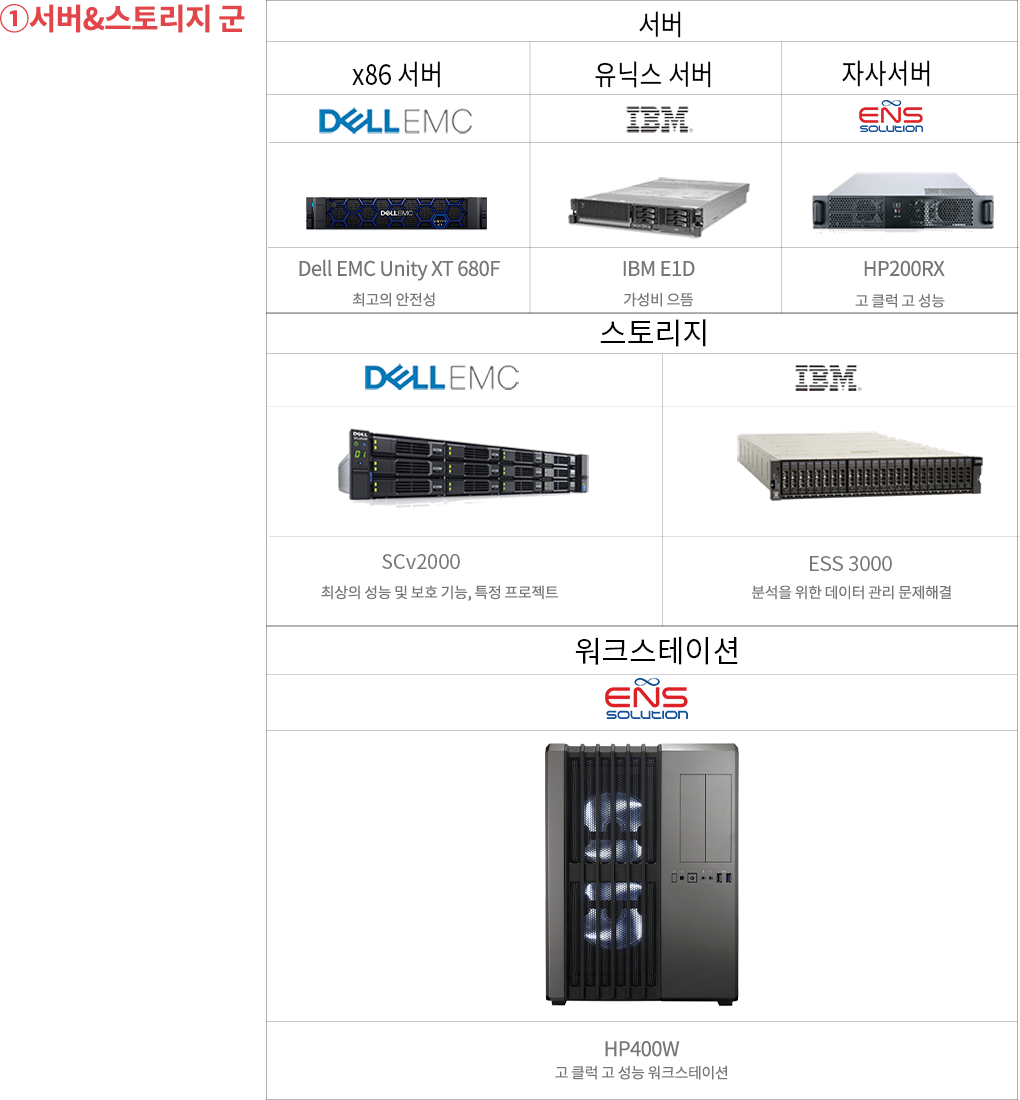 ①서버&스토리지 군
서버
x86 서버 유닉스 서버 자사서버
DELL EMC IBM ENS SOLUTION
DELL EMC
Dell EMC Unity XT 680F IBM E1D HP200RX
최고의 안전성 가성비 으뜸 고 클럭 고 성능
스토리지
DELL EMC IBM
DELL
01
SCv2000 ESS 3000
최상의 성능 및 보호 기능, 특정 프로젝트 분석을 위한 데이터 관리 문제해결
워크스테이션
ENS
SOLUTION
HP400W
고 클럭 고 성능 워크스테이션